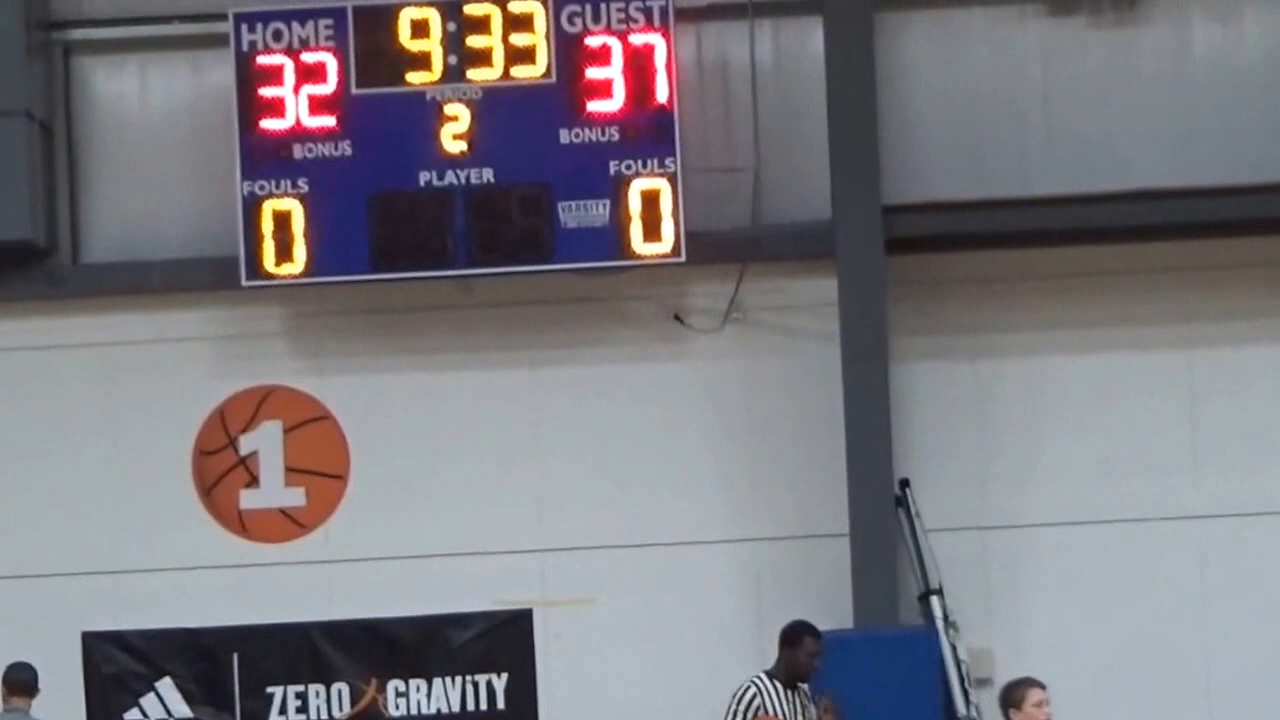 HOME 9:33 GUEST
32 37
PERIOD
2
BONUS BONUS
PLAYER
FOULS FOULS
0 0
VARSITY
1
ZERO GRAVITY